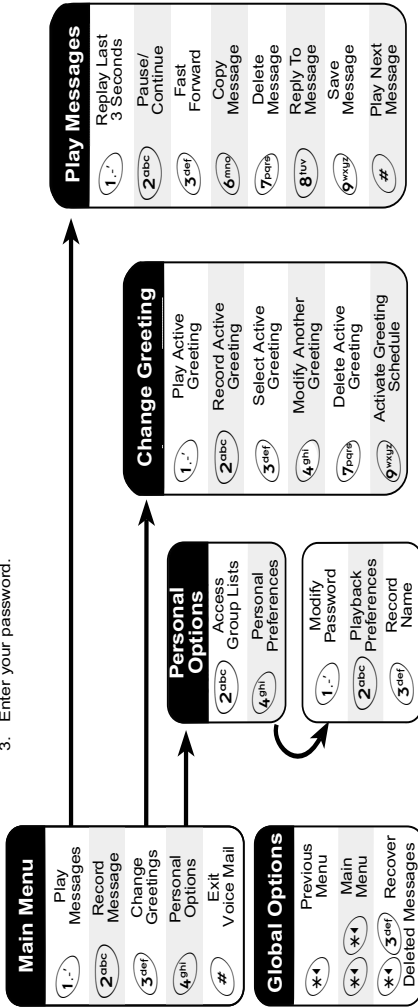 3. Enter your password.
Main Menu
1.-' Play
Messages
2abc Record
Message
3def Change
Greetings
4ghi Personal
Options
# Exit
Voice Mail
Global Options
* Previous
Menu
* * Main
Menu
* 3def Recover
Deleted Messages
Personal
Options
2abc Access
Group Lists
4ghi Personal
Preferences
1.-' Modify
Password
2abc Playback
Preferences
3def Record
Name
Change Greeting
1.-' Play Active
Greeting
2abc Record Active
Greeting
3def Select Active
Greeting
4ghi Modify Another
Greeting
7pqrs Delete Active
Greeting
9wxyz Activate Greeting
Schedule
Play Messages
1.-' Replay Last
3 Seconds
2abc Pause/
Continue
3def Fast
Forward
6mno Copy
Message
7pqrs Delete
Message
8tuv Reply To
Message
9wxyz Save
Message
# Play Next
Message